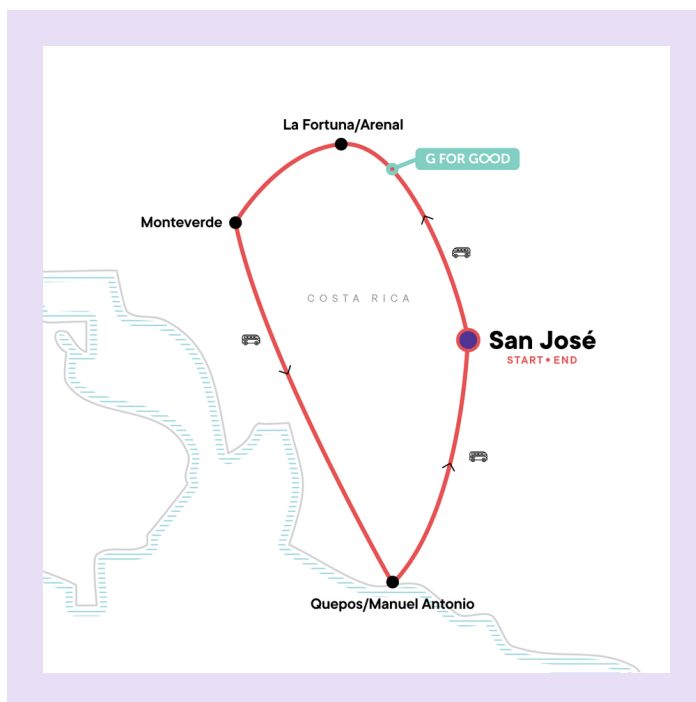 La Fortuna/Arenal
G FOR GOOD
Monteverde
COSTA RICA
San José
START • END
Quepos/Manuel Antonio